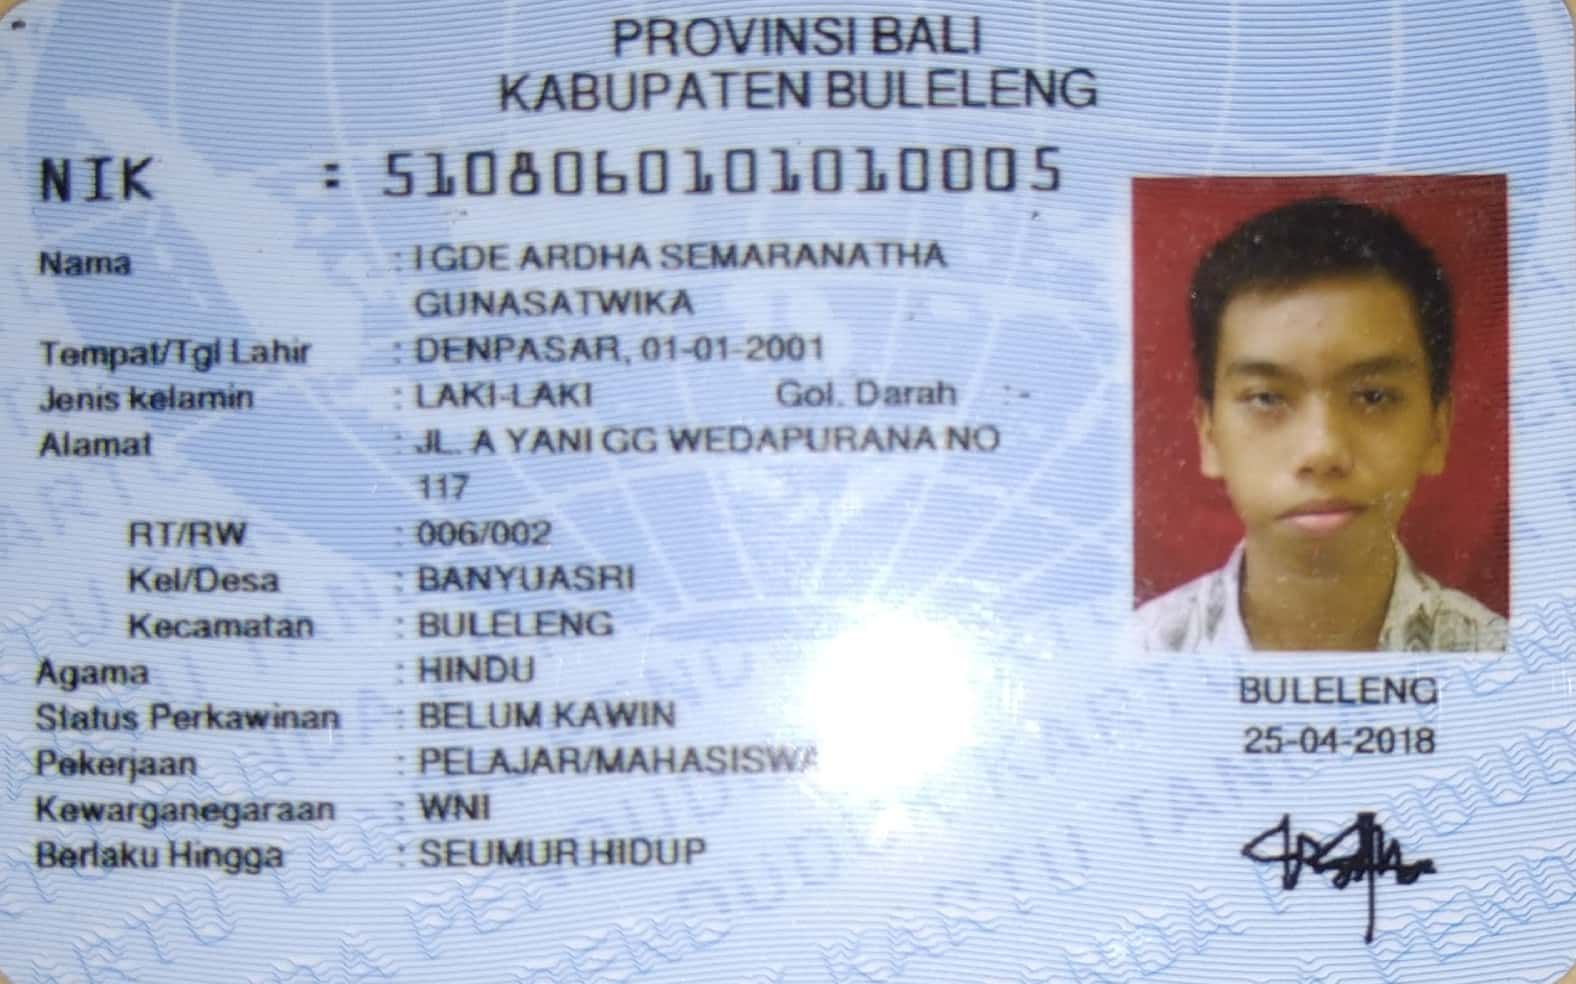 PROVINSI BALI
KABUPATEN BULELENG
NIK : 5108060101010005
Nama : I GDE ARDHA SEMARANATHA
GUNASATWIKA
Tempat/Tgl Lahir : DENPASAR, 01-01-2001
Jenis kelamin : LAKI-LAKI Gol. Darah :-
Alamat : JL. A YANI GG WEDAPURANA NO
117
RT/RW : 006/002
Kel/Desa : BANYUASRI
Kecamatan : BULELENG
Agama : HINDU
Status Perkawinan : BELUM KAWIN
Pekerjaan : PELAJAR/MAHASISWA
Kewarganegaraan : WNI
Berlaku Hingga : SEUMUR HIDUP
BULELENG
25-04-2018